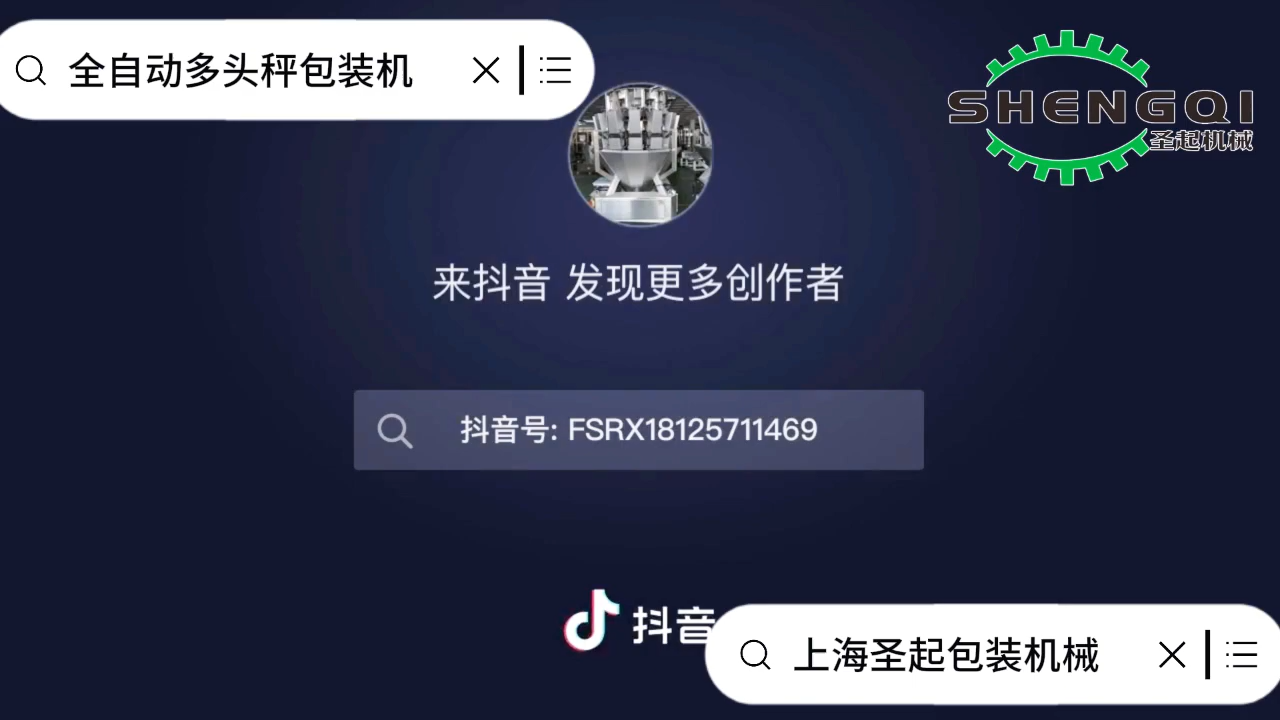 全自动多头秤包装机
SHENGQI
圣起机械
来抖音 发现更多创作者
抖音号: FSRX18125711469
抖音
上海圣起包装机械